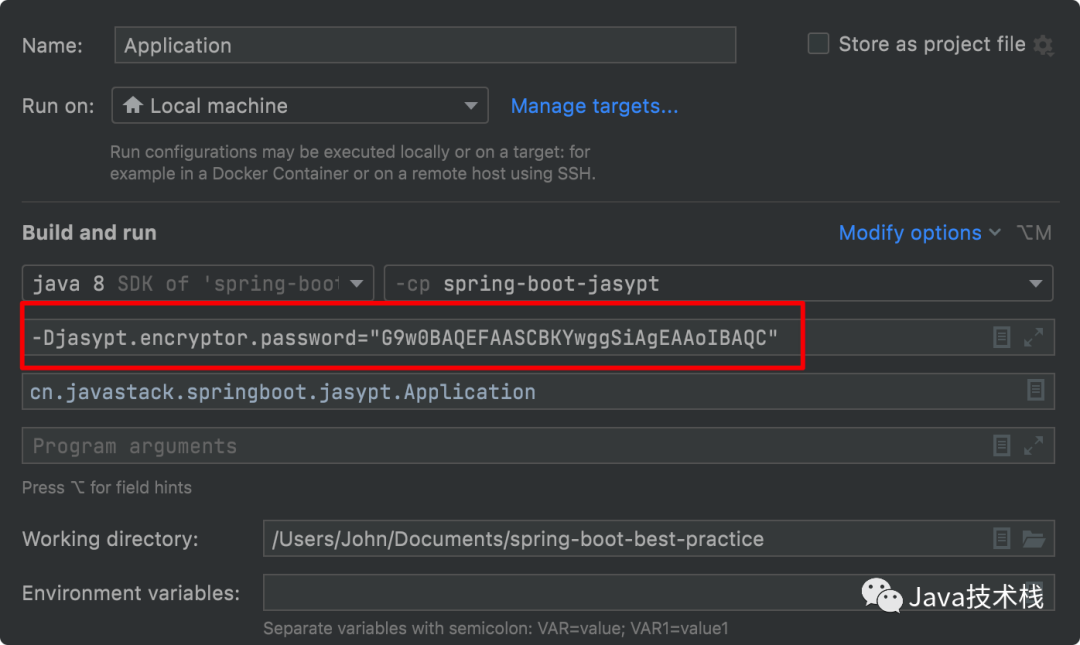 Name: Application Store as project file
Run on: Local machine Manage targets...
Run configurations may be executed locally or on a target: for
example in a Docker Container or on a remote host using SSH.
Build and run Modify options ⌥M
java 8 SDK of 'spring-boot -cp spring-boot-jasypt
-Djasypt.encryptor.password="G9w0BAQEFAASCBKYwggSiAgEAAoIBAQC"
cn.javastack.springboot.jasypt.Application
Program arguments
Press ⌥ for field hints
Working directory: /Users/John/Documents/spring-boot-best-practice
Environment variables:
Java技术栈
Separate variables with semicolon: VAR=value; VAR1=value1